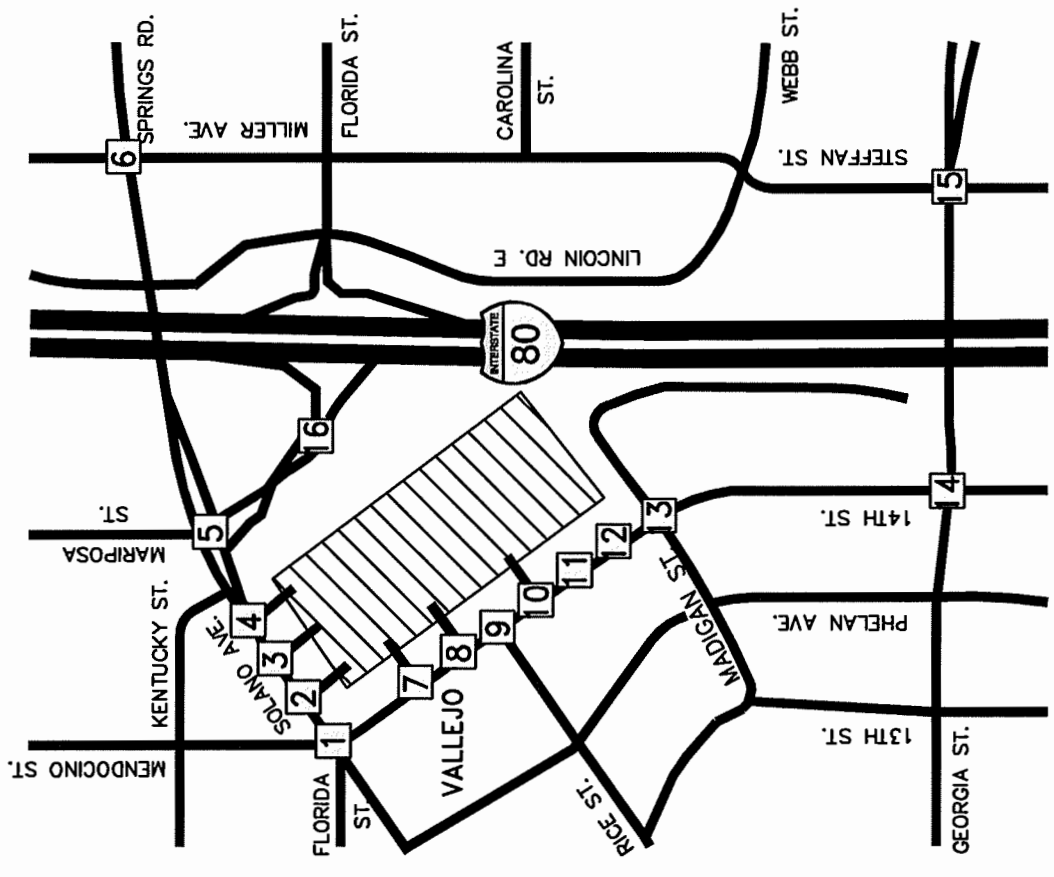 SPRINGS RD.
FLORIDA ST.
CAROLINA
ST.
WEBB ST.
MILLER AVE.
STEFFAN ST.
6
15
LINCOIN RD. E
INTERSTATE
80
16
ST.
MARIPOSA
5
14TH ST.
14
13
12
11
10
9
8
7
4
3
2
1
KENTUCKY ST.
SOLANO AVE.
MADIGAN ST.
PHELAN AVE.
VALLEJO
13TH ST.
MENDOCINO ST.
FLORIDA
ST.
RICE ST.
GEORGIA ST.